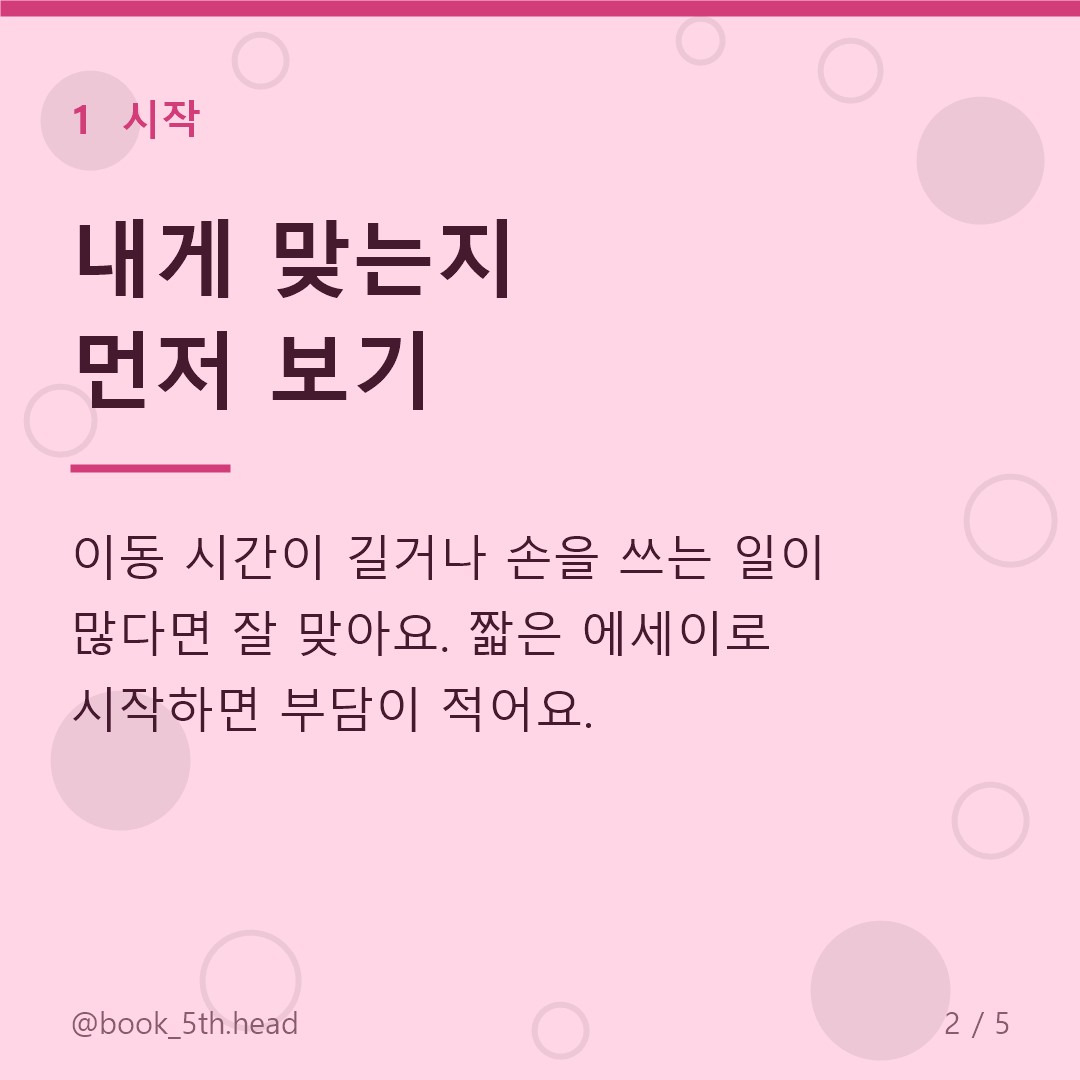 1 시작
내게 맞는지
먼저 보기
이동 시간이 길거나 손을 쓰는 일이
많다면 잘 맞아요. 짧은 에세이로
시작하면 부담이 적어요.
@book_5th.head
2 / 5